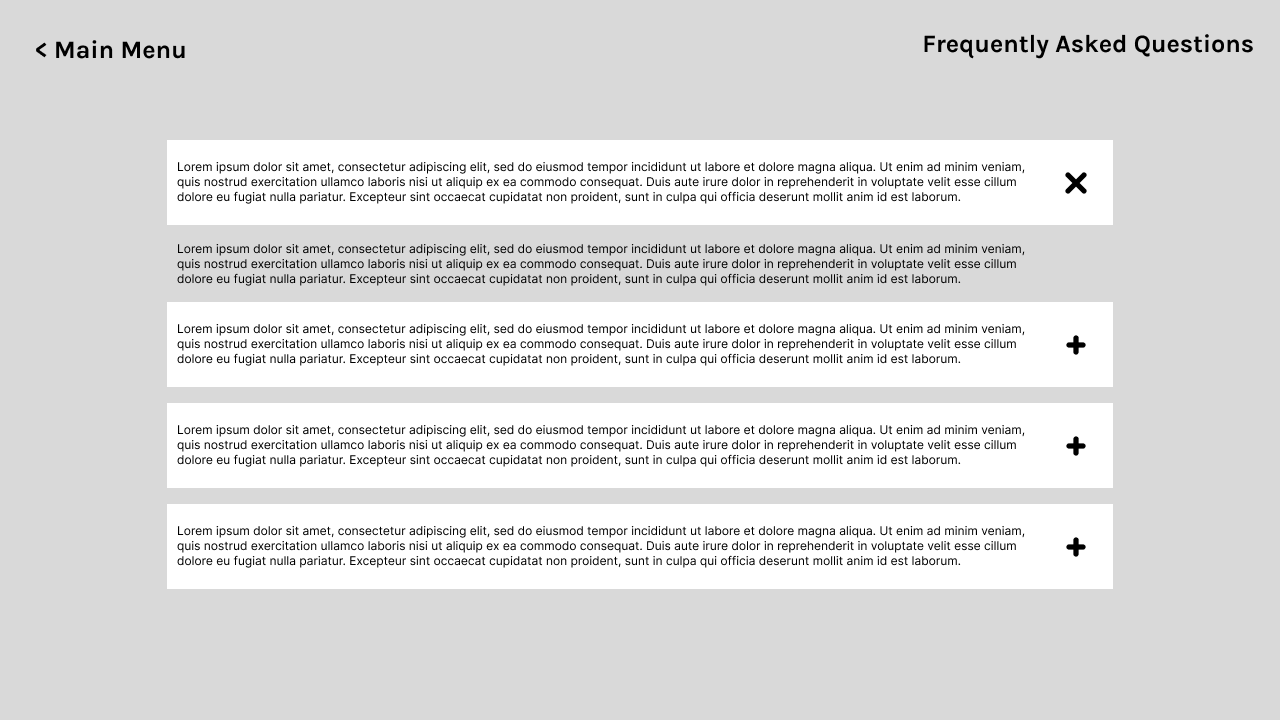 < Main Menu
Frequently Asked Questions
Lorem ipsum dolor sit amet, consectetur adipiscing elit, sed do eiusmod tempor incididunt ut labore et dolore magna aliqua. Ut enim ad minim veniam,
quis nostrud exercitation ullamco laboris nisi ut aliquip ex ea commodo consequat. Duis aute irure dolor in reprehenderit in voluptate velit esse cillum
dolore eu fugiat nulla pariatur. Excepteur sint occaecat cupidatat non proident, sunt in culpa qui officia deserunt mollit anim id est laborum.
Lorem ipsum dolor sit amet, consectetur adipiscing elit, sed do eiusmod tempor incididunt ut labore et dolore magna aliqua. Ut enim ad minim veniam,
quis nostrud exercitation ullamco laboris nisi ut aliquip ex ea commodo consequat. Duis aute irure dolor in reprehenderit in voluptate velit esse cillum
dolore eu fugiat nulla pariatur. Excepteur sint occaecat cupidatat non proident, sunt in culpa qui officia deserunt mollit anim id est laborum.
Lorem ipsum dolor sit amet, consectetur adipiscing elit, sed do eiusmod tempor incididunt ut labore et dolore magna aliqua. Ut enim ad minim veniam,
quis nostrud exercitation ullamco laboris nisi ut aliquip ex ea commodo consequat. Duis aute irure dolor in reprehenderit in voluptate velit esse cillum
dolore eu fugiat nulla pariatur. Excepteur sint occaecat cupidatat non proident, sunt in culpa qui officia deserunt mollit anim id est laborum.
Lorem ipsum dolor sit amet, consectetur adipiscing elit, sed do eiusmod tempor incididunt ut labore et dolore magna aliqua. Ut enim ad minim veniam,
quis nostrud exercitation ullamco laboris nisi ut aliquip ex ea commodo consequat. Duis aute irure dolor in reprehenderit in voluptate velit esse cillum
dolore eu fugiat nulla pariatur. Excepteur sint occaecat cupidatat non proident, sunt in culpa qui officia deserunt mollit anim id est laborum.
Lorem ipsum dolor sit amet, consectetur adipiscing elit, sed do eiusmod tempor incididunt ut labore et dolore magna aliqua. Ut enim ad minim veniam,
quis nostrud exercitation ullamco laboris nisi ut aliquip ex ea commodo consequat. Duis aute irure dolor in reprehenderit in voluptate velit esse cillum
dolore eu fugiat nulla pariatur. Excepteur sint occaecat cupidatat non proident, sunt in culpa qui officia deserunt mollit anim id est laborum.